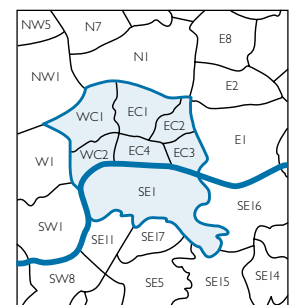 NW5 N7 E8
N1
NW1 E2
WC1 EC1
EC2
E1
W1 WC2 EC4 EC3
SE1
SW1 SE16
SE11 SE17
SW8 SE5 SE15 SE14